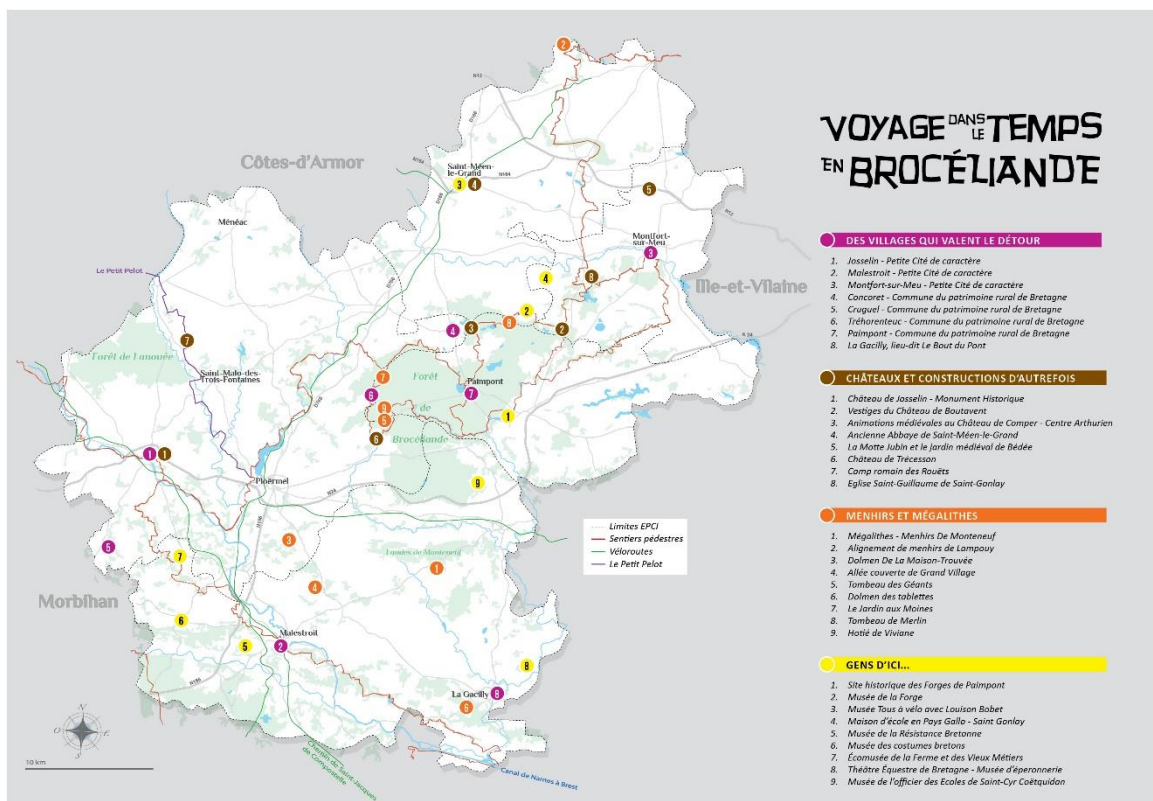 VOYAGE DANS LE TEMPS
EN BROCÉLIANDE
Côtes-d'Armor
Ille-et-Vilaine
Morbihan
Saint-Méen-le-Grand
Ménéac
Montfort-sur-Meu
Le Petit Pelot
Forêt de Lanouée
Saint-Malo-des-Trois-Fontaines
Paimpont
Forêt
de
Brocéliande
Ploërmel
Landes de Monteneuf
Malestroit
La Gacilly
Chemin de Saint-Jacques de Compostelle
Canal de Nantes à Brest
N
O
E
S
10 km
Limites EPCI
Sentiers pédestres
Véloroutes
Le Petit Pelot
DES VILLAGES QUI VALENT LE DÉTOUR
1. Josselin - Petite Cité de caractère
2. Malestroit - Petite Cité de caractère
3. Montfort-sur-Meu - Petite Cité de caractère
4. Concoret - Commune du patrimoine rural de Bretagne
5. Cruguel - Commune du patrimoine rural de Bretagne
6. Tréhorenteuc - Commune du patrimoine rural de Bretagne
7. Paimpont - Commune du patrimoine rural de Bretagne
8. La Gacilly, lieu-dit Le Bout du Pont
CHÂTEAUX ET CONSTRUCTIONS D'AUTREFOIS
1. Château de Josselin - Monument Historique
2. Vestiges du Château de Boutavent
3. Animations médiévales au Château de Comper - Centre Arthurien
4. Ancienne Abbaye de Saint-Méen-le-Grand
5. La Motte Jubin et le jardin médiéval de Bédée
6. Château de Trécesson
7. Camp romain des Rouëts
8. Eglise Saint-Guillaume de Saint-Gonlay
MENHIRS ET MÉGALITHES
1. Mégalithes - Menhirs De Monteneuf
2. Alignement de menhirs de Lampouy
3. Dolmen De La Maison-Trouvée
4. Allée couverte de Grand Village
5. Tombeau des Géants
6. Dolmen des tablettes
7. Le Jardin aux Moines
8. Tombeau de Merlin
9. Hotié de Viviane
GENS D'ICI...
1. Site historique des Forges de Paimpont
2. Musée de la Forge
3. Musée Tous à vélo avec Louison Bobet
4. Maison d'école en Pays Gallo - Saint Gonlay
5. Musée de la Résistance Bretonne
6. Musée des costumes bretons
7. Écomusée de la Ferme et des Vieux Métiers
8. Théâtre Équestre de Bretagne - Musée d'éperonnerie
9. Musée de l'officier des Ecoles de Saint-Cyr Coëtquidan